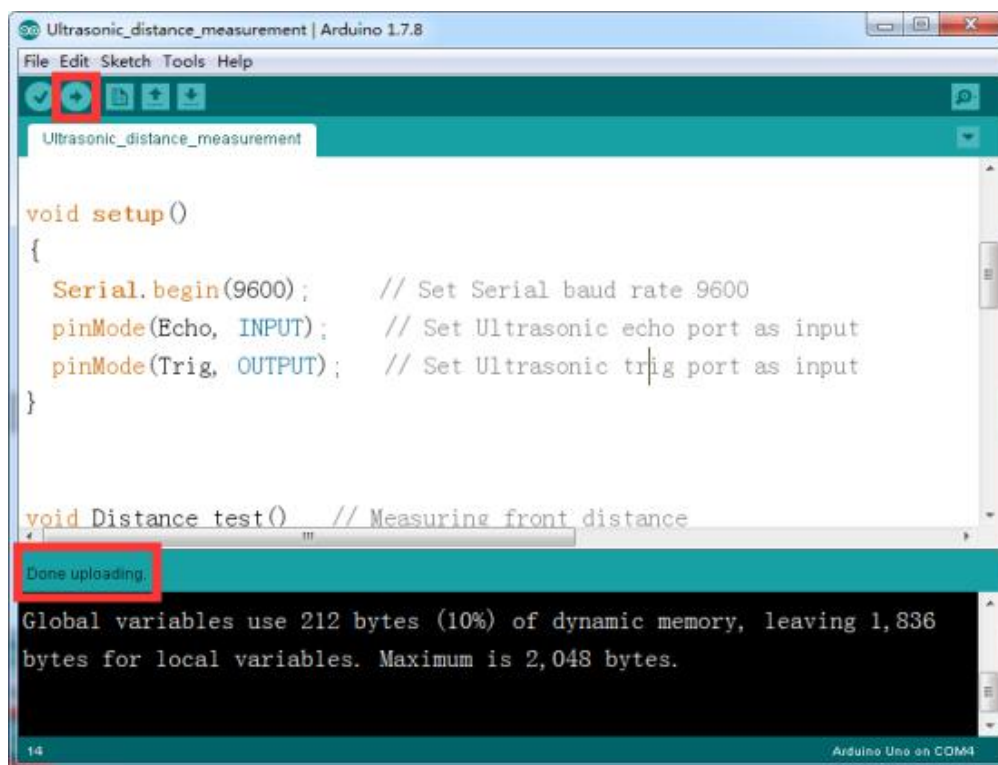 Ultrasonic_distance_measurement | Arduino 1.7.8
File Edit Sketch Tools Help
Ultrasonic_distance_measurement
void setup()
{
Serial.begin(9600); // Set Serial baud rate 9600
pinMode(Echo, INPUT); // Set Ultrasonic echo port as input
pinMode(Trig, OUTPUT); // Set Ultrasonic trig port as input
}
void Distance_test() // Measuring front distance
Done uploading.
Global variables use 212 bytes (10%) of dynamic memory, leaving 1,836
bytes for local variables. Maximum is 2,048 bytes.
14 Arduino Uno on COM4